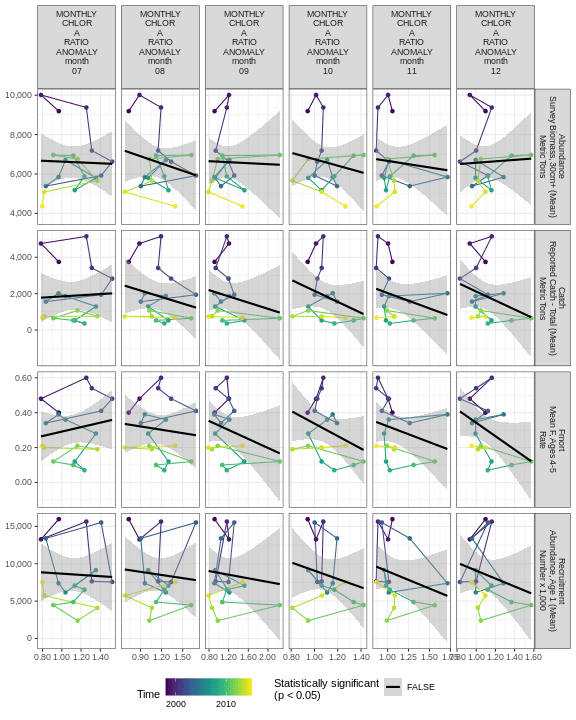 MONTHLY CHLOR A RATIO ANOMALY month 07
MONTHLY CHLOR A RATIO ANOMALY month 08
MONTHLY CHLOR A RATIO ANOMALY month 09
MONTHLY CHLOR A RATIO ANOMALY month 10
MONTHLY CHLOR A RATIO ANOMALY month 11
MONTHLY CHLOR A RATIO ANOMALY month 12
10,000
8,000
6,000
4,000
Abundance
Survey Biomass, 30cm+ (Mean)
Metric Tons
4,000
2,000
0
Catch
Reported Catch - Total (Mean)
Metric Tons
0.60
0.40
0.20
0.00
Fmort
Mean F, Ages 4-5
Rate
15,000
10,000
5,000
0
Recruitment
Abundance, Age 1 (Mean)
Number x 1,000
0.80 1.00 1.20 1.40
0.90 1.20 1.50
0.80 1.20 1.60 2.00
1.00 1.20 1.40
1.00 1.25 1.50 1.75
0.80 1.00 1.20 1.40 1.60
Time
2000 2010
Statistically significant
(p < 0.05)
FALSE